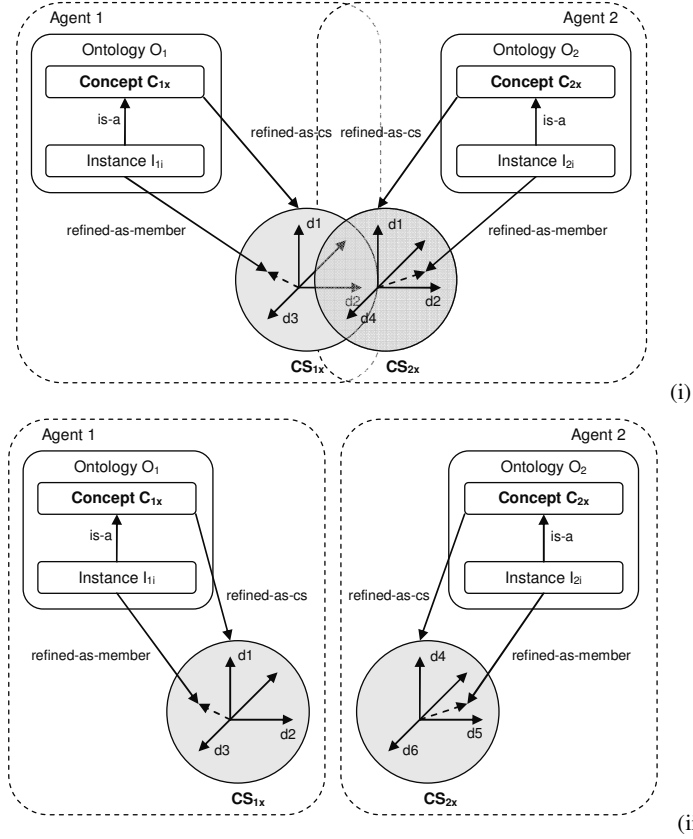 Agent 1
Agent 2
Ontology O1
Ontology O2
Concept C1x
Concept C2x
is-a
is-a
refined-as-cs
refined-as-cs
Instance I1i
Instance I2i
refined-as-member
refined-as-member
d1
d1
d2
d2
d3
d4
CS1x
CS2x
(i)
Agent 1
Agent 2
Ontology O1
Ontology O2
Concept C1x
Concept C2x
is-a
is-a
Instance I1i
Instance I2i
refined-as-cs
refined-as-cs
refined-as-member
refined-as-member
d1
d4
d3
d2
d6
d5
CS1x
CS2x